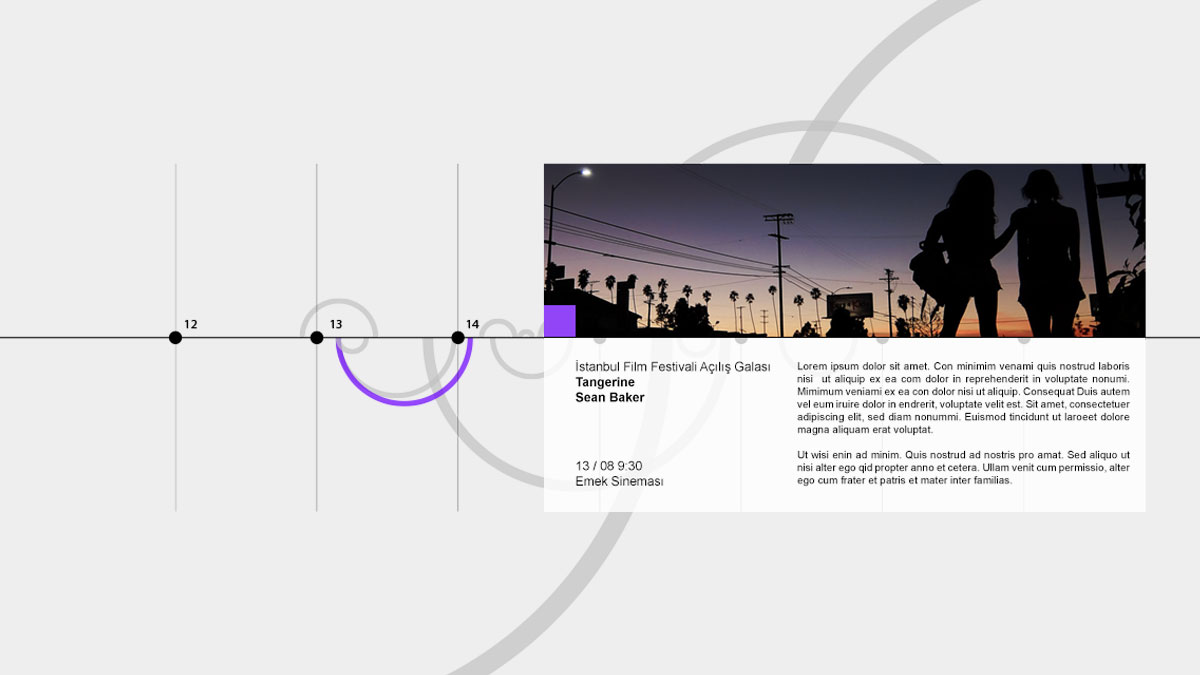 12
13
14
İstanbul Film Festivali Açılış Galası
Tangerine
Sean Baker
13 / 08 9:30
Emek Sineması
Lorem ipsum dolor sit amet. Con minimim venami quis nostrud laboris
nisi ut aliquip ex ea com dolor in reprehenderit in voluptate nonumi.
Mimimum veniami ex ea con dolor nisi ut aliquip. Consequat Duis autem
vel eum iruire dolor in endrerit, voluptate velit est. Sit amet, consectetuer
adipiscing elit, sed diam nonummi. Euismod tincidunt ut laroeet dolore
magna aliquam erat voluptat.
Ut wisi enin ad minim. Quis nostrud ad nostris pro amat. Sed aliquo ut
nisi alter ego qid propter anno et cetera. Ullam venit cum permissio, alter
ego cum frater et patris et mater inter familias.